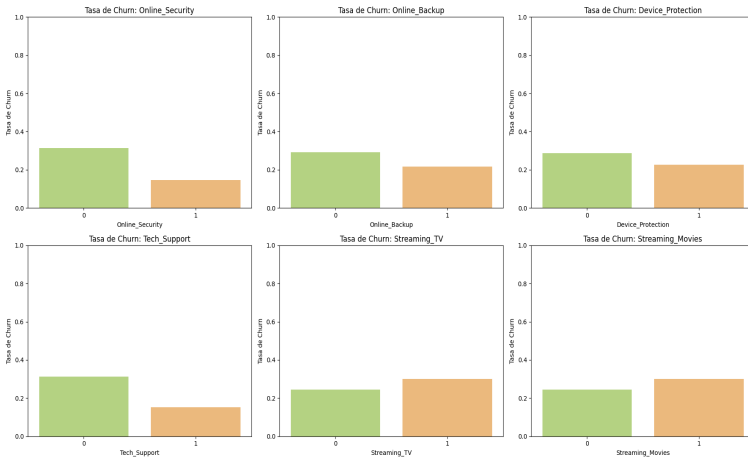 Tasa de Churn: Online_Security
1.0
0.8
0.6
0.4
0.2
0.0
Tasa de Churn
0 1
Online_Security
Tasa de Churn: Online_Backup
1.0
0.8
0.6
0.4
0.2
0.0
Tasa de Churn
0 1
Online_Backup
Tasa de Churn: Device_Protection
1.0
0.8
0.6
0.4
0.2
0.0
Tasa de Churn
0 1
Device_Protection
Tasa de Churn: Tech_Support
1.0
0.8
0.6
0.4
0.2
0.0
Tasa de Churn
0 1
Tech_Support
Tasa de Churn: Streaming_TV
1.0
0.8
0.6
0.4
0.2
0.0
Tasa de Churn
0 1
Streaming_TV
Tasa de Churn: Streaming_Movies
1.0
0.8
0.6
0.4
0.2
0.0
Tasa de Churn
0 1
Streaming_Movies